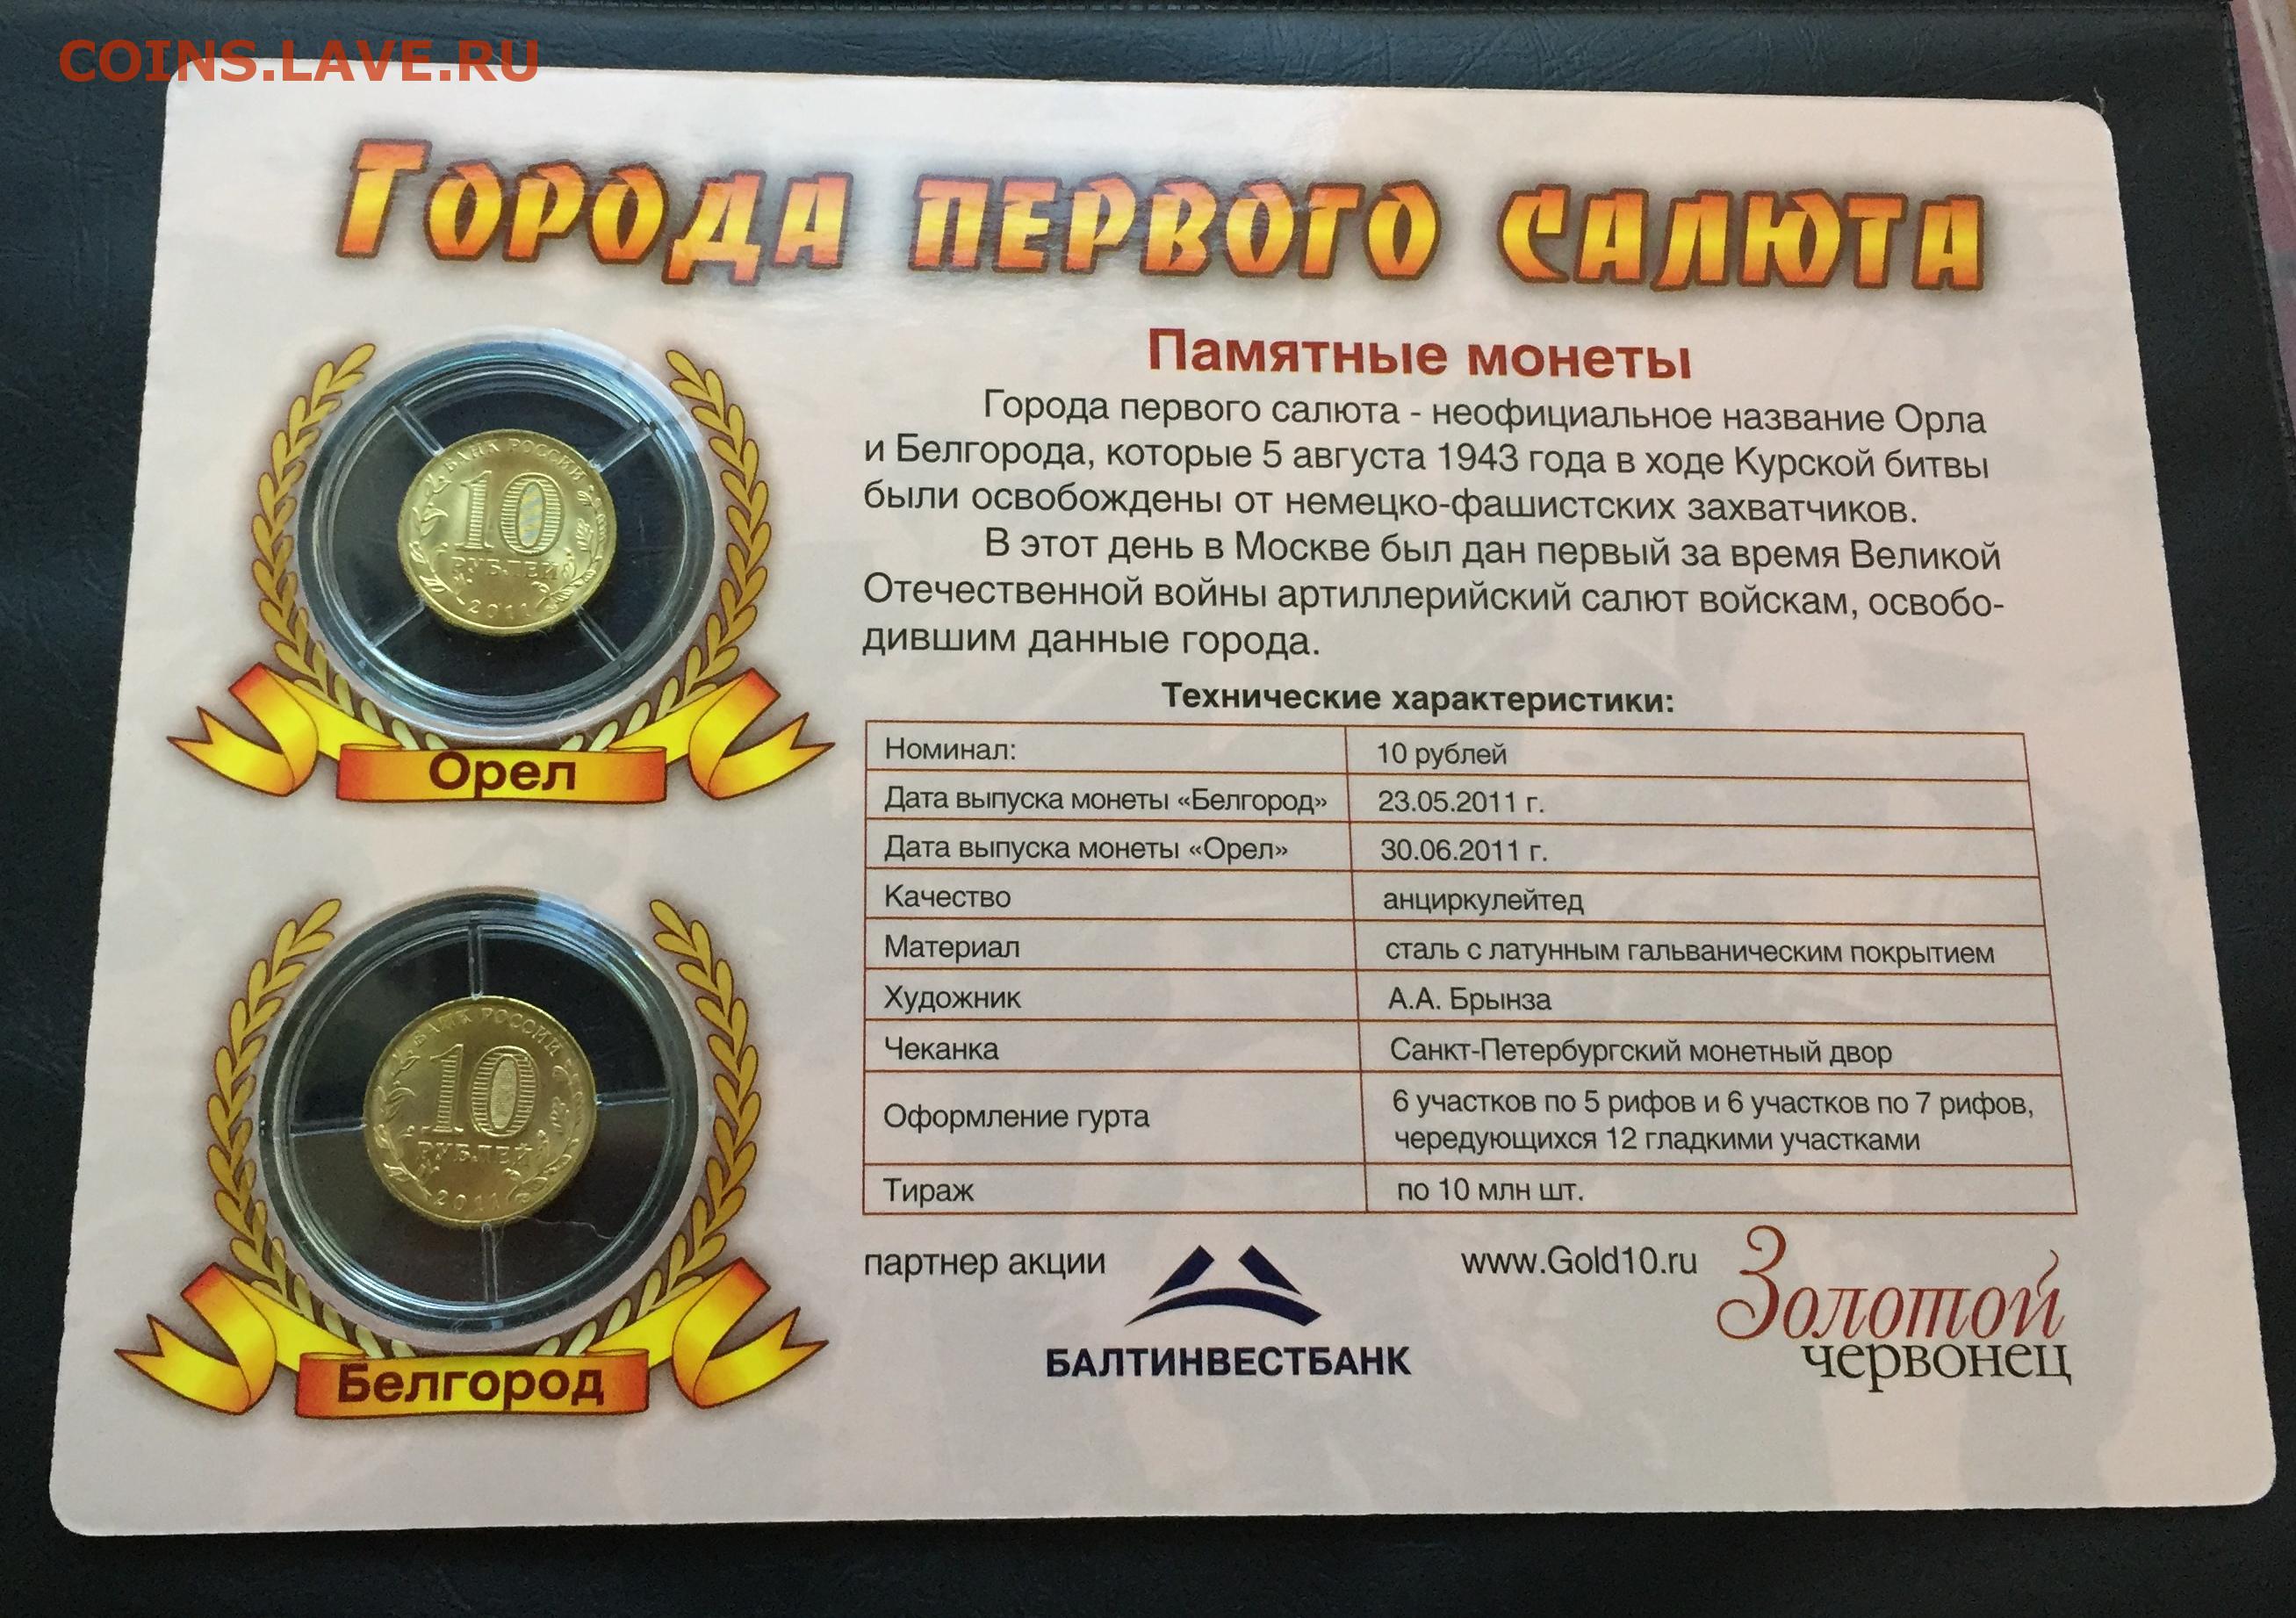 COINS.LAVE.RU
Города первого салюта
Памятные монеты
Города первого салюта - неофициальное название Орла
и Белгорода, которые 5 августа 1943 года в ходе Курской битвы
были освобождены от немецко-фашистских захватчиков.
В этот день в Москве был дан первый за время Великой
Отечественной войны артиллерийский салют войскам, освобо-
дившим данные города.
БАНК РОССИИ
10
РУБЛЕЙ
2011
Орел
Технические характеристики:
Номинал: 10 рублей
Дата выпуска монеты «Белгород» 23.05.2011 г.
Дата выпуска монеты «Орел» 30.06.2011 г.
Качество анциркулейтед
Материал сталь с латунным гальваническим покрытием
Художник А.А. Брынза
Чеканка Санкт-Петербургский монетный двор
Оформление гурта 6 участков по 5 рифов и 6 участков по 7 рифов,
чередующихся 12 гладкими участками
Тираж по 10 млн шт.
БАНК РОССИИ
10
РУБЛЕЙ
2011
Белгород
партнер акции
БАЛТИНВЕСТБАНК
www.Gold10.ru
Золотой
червонец